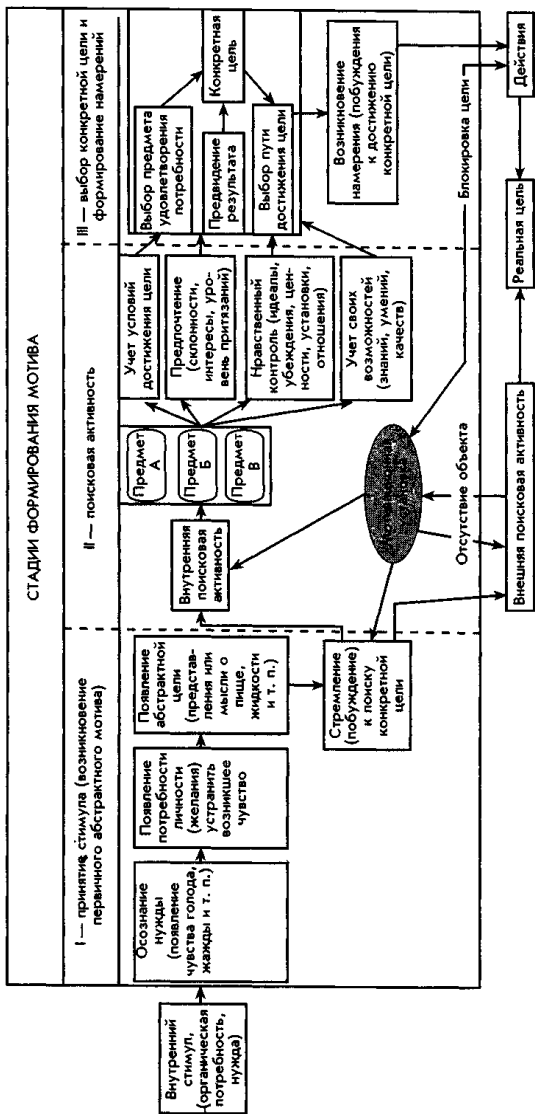 СТАДИИ ФОРМИРОВАНИЯ МОТИВА
I — принятие стимула (возникновение
первичного абстрактного мотива)
II — поисковая активность
III — выбор конкретной цели и
формирование намерений
Внутренний
стимул,
(органическая
потребность,
нужда)
Осознание
нужды
(появление
чувства голода,
жажды и т. п.)
Появление
потребности
личности
(желания)
устранить
возникшее
чувство
Появление
абстрактной
цели
(представ-
ления или
мысли о
пище,
жидкости
и т. п.)
Стремление
(побуждение)
к поиску
конкретной
цели
Внутренняя
поисковая
активность
Предмет
А
Предмет
Б
Предмет
В
Учет условий
достижения цели
Предпочтение
(склонности,
интересы, уро-
вень притязаний)
Нравственный
контроль (идеалы,
убеждения, цен-
ности, установки,
отношения)
Учет своих
возможностей
(знаний, умений,
качеств)
Выбор предмета
удовлетворения
потребности
Предвидение
результата
Выбор пути
достижения цели
Конкретная
цель
Возникновение
намерения (побуждения
к достижению
конкретной цели)
Отсутствие объекта
Блокировка цели
Внешняя поисковая активность
Реальная цель
Действия